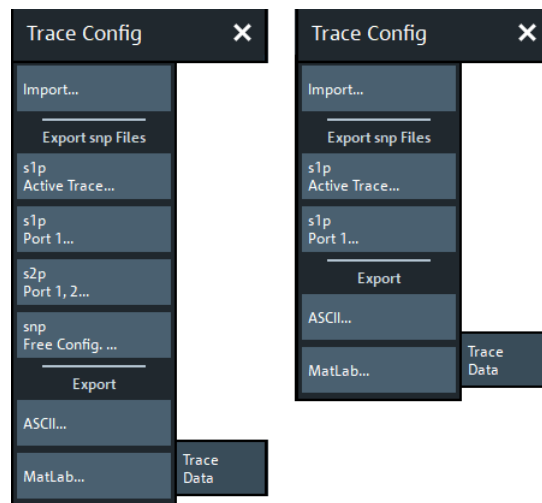 Trace Config
Import...
Export snp Files
s1p
Active Trace...
s1p
Port 1...
s2p
Port 1, 2...
snp
Free Config. ...
Export
ASCII...
MatLab...
Trace
Data
Trace Config
Import...
Export snp Files
s1p
Active Trace...
s1p
Port 1...
Export
ASCII...
MatLab...
Trace
Data